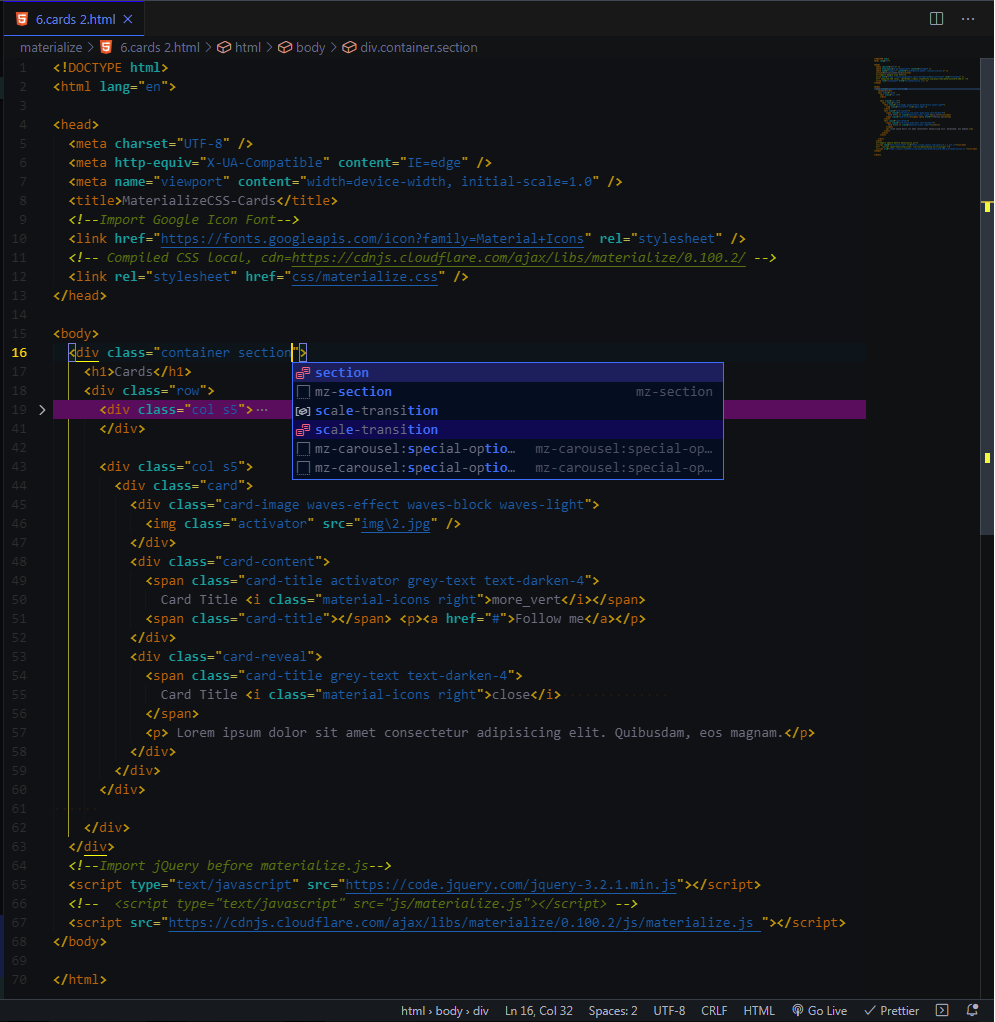 6.cards 2.html
materialize > 6.cards 2.html > html > body > div.container.section
1 <!DOCTYPE html>
2 <html lang="en">
3
4 <head>
5 <meta charset="UTF-8" />
6 <meta http-equiv="X-UA-Compatible" content="IE=edge" />
7 <meta name="viewport" content="width=device-width, initial-scale=1.0" />
8 <title>MaterializeCSS-Cards</title>
9 <!--Import Google Icon Font-->
10 <link href="https://fonts.googleapis.com/icon?family=Material+Icons" rel="stylesheet" />
11 <!-- Compiled CSS local, cdn=https://cdnjs.cloudflare.com/ajax/libs/materialize/0.100.2/ -->
12 <link rel="stylesheet" href="css/materialize.css" />
13 </head>
14
15 <body>
16 <div class="container section">
section
mz-section mz-section
scale-transition
scale-transition
mz-carousel:special-optio… mz-carousel:special-op…
mz-carousel:special-optio… mz-carousel:special-op…
17 <h1>Cards</h1>
18 <div class="row">
19 <div class="col s5">…
41 </div>
42
43 <div class="col s5">
44 <div class="card">
45 <div class="card-image waves-effect waves-block waves-light">
46 <img class="activator" src="img\2.jpg" />
47 </div>
48 <div class="card-content">
49 <span class="card-title activator grey-text text-darken-4">
50 Card Title <i class="material-icons right">more_vert</i></span>
51 <span class="card-title"></span> <p><a href="#">Follow me</a></p>
52 </div>
53 <div class="card-reveal">
54 <span class="card-title grey-text text-darken-4">
55 Card Title <i class="material-icons right">close</i>
56 </span>
57 <p> Lorem ipsum dolor sit amet consectetur adipisicing elit. Quibusdam, eos magnam.</p>
58 </div>
59 </div>
60 </div>
61
62 </div>
63 </div>
64 <!--Import jQuery before materialize.js-->
65 <script type="text/javascript" src="https://code.jquery.com/jquery-3.2.1.min.js"></script>
66 <!--  <script type="text/javascript" src="js/materialize.js"></script> -->
67 <script src="https://cdnjs.cloudflare.com/ajax/libs/materialize/0.100.2/js/materialize.js "></script>
68 </body>
69
70 </html>
html › body › div Ln 16, Col 32 Spaces: 2 UTF-8 CRLF HTML Go Live Prettier